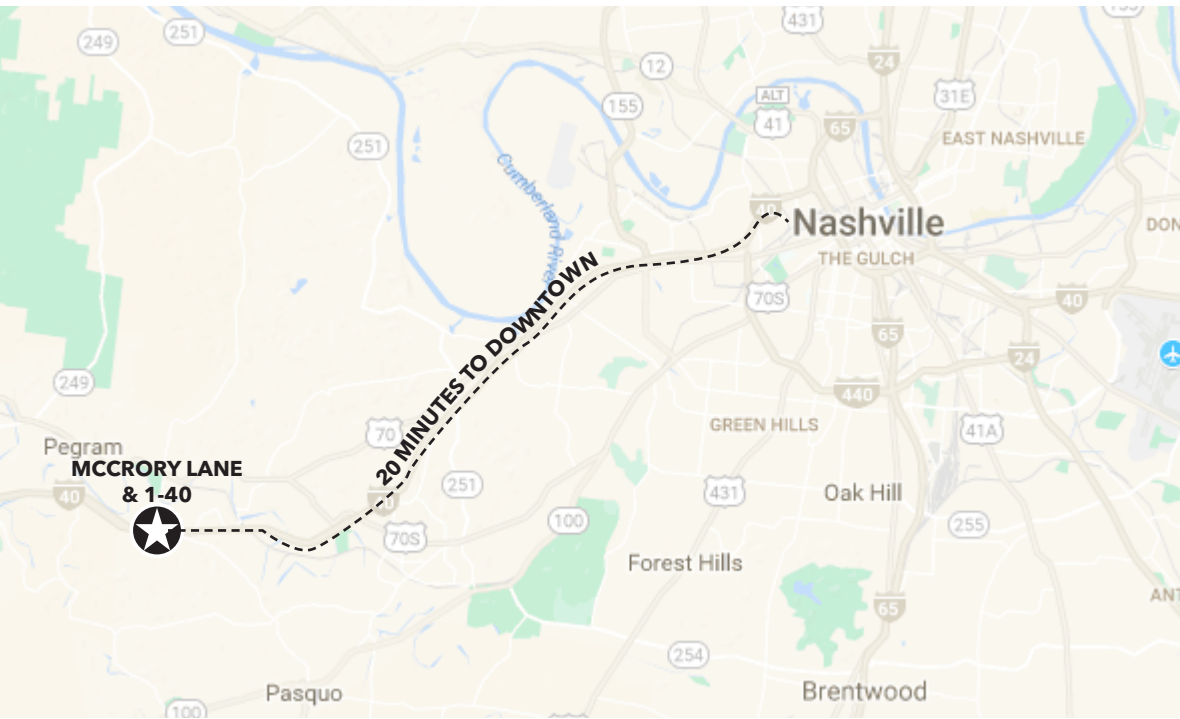 431
155
251
249
24
12
31E
155
ALT
41
65
EAST NASHVILLE
251
Cumberland River
40
Nashville
DON
THE GULCH
20 MINUTES TO DOWNTOWN
70S
40
65
24
249
440
GREEN HILLS
41A
70
Pegram
MCCRORY LANE
& 1-40
40
251
431
Oak Hill
70S
100
255
Forest Hills
ANT
65
254
Pasquo
Brentwood
100